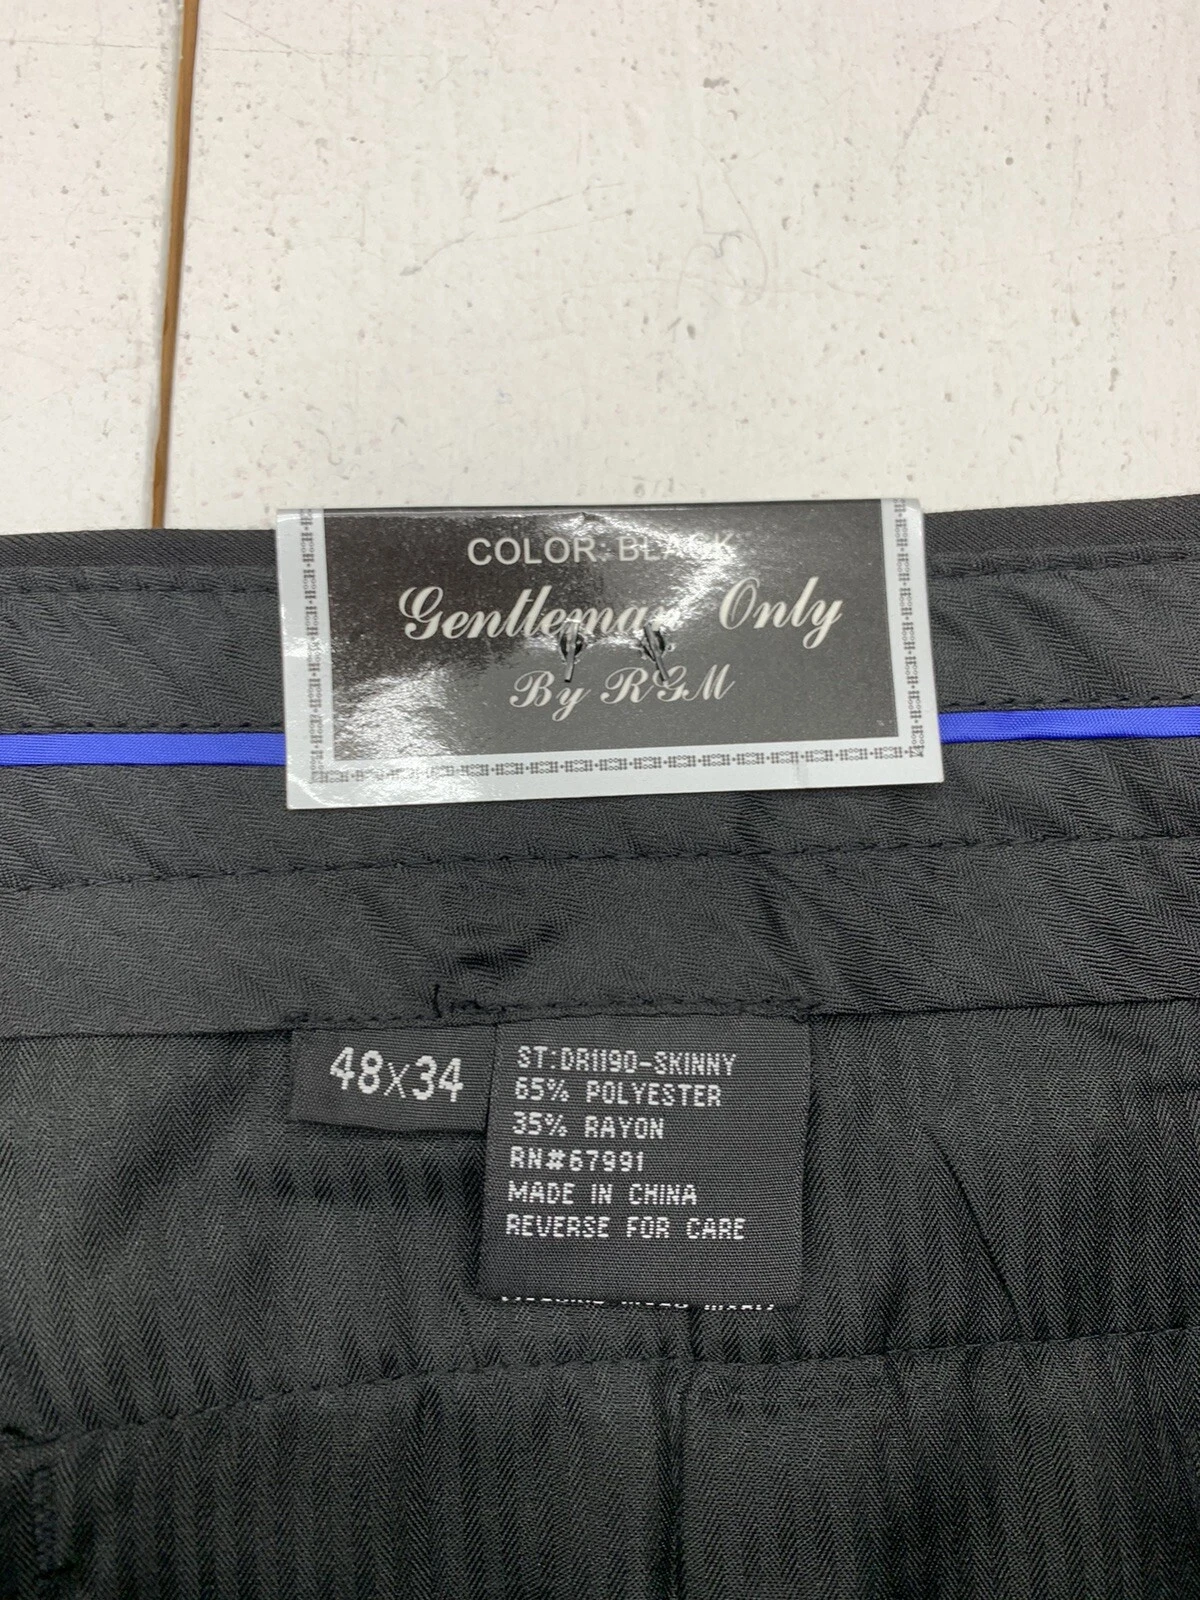 COLOR: BLACK
Gentleman Only
By RGM
48x34
ST:DR1190-SKINNY
65% POLYESTER
35% RAYON
RN#67991
MADE IN CHINA
REVERSE FOR CARE